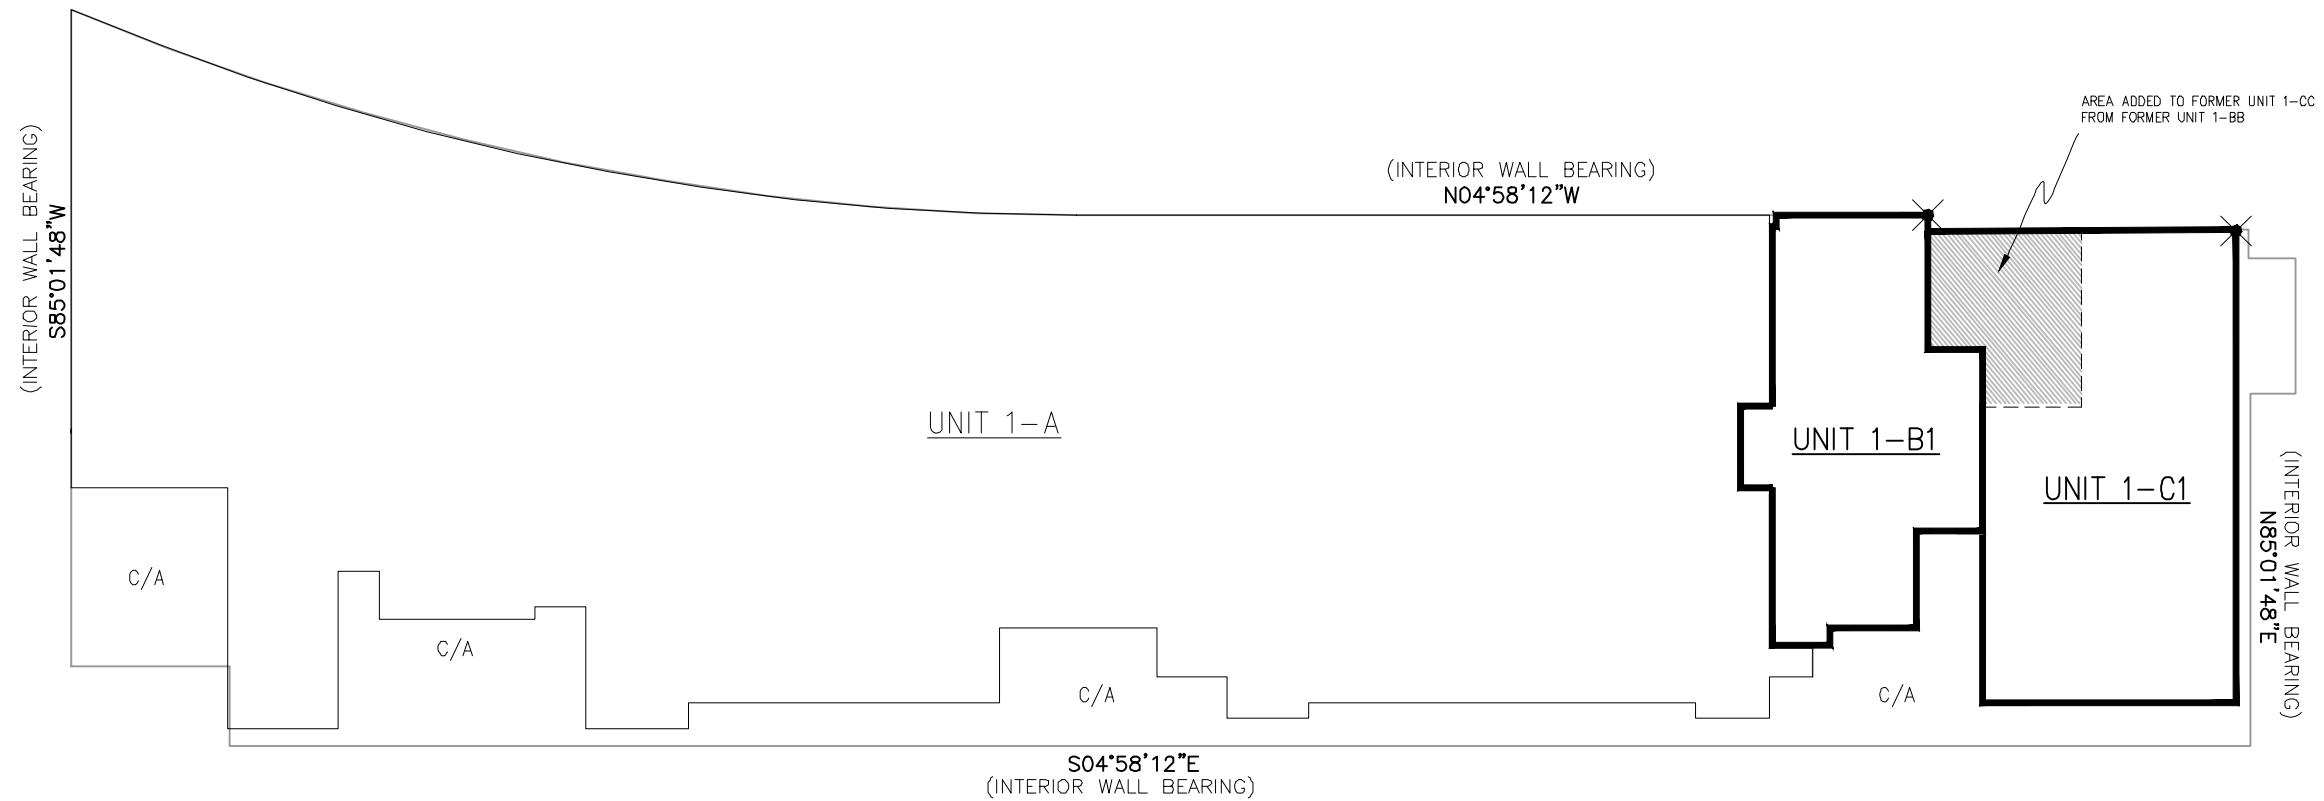 AREA ADDED TO FORMER UNIT 1-CC
FROM FORMER UNIT 1-BB
(INTERIOR WALL BEARING)
N04°58'12"W
(INTERIOR WALL BEARING)
S85°01'48"W
UNIT 1-A
UNIT 1-B1
UNIT 1-C1
(INTERIOR WALL BEARING)
N85°01'48"E
C/A
C/A
C/A
C/A
S04°58'12"E
(INTERIOR WALL BEARING)